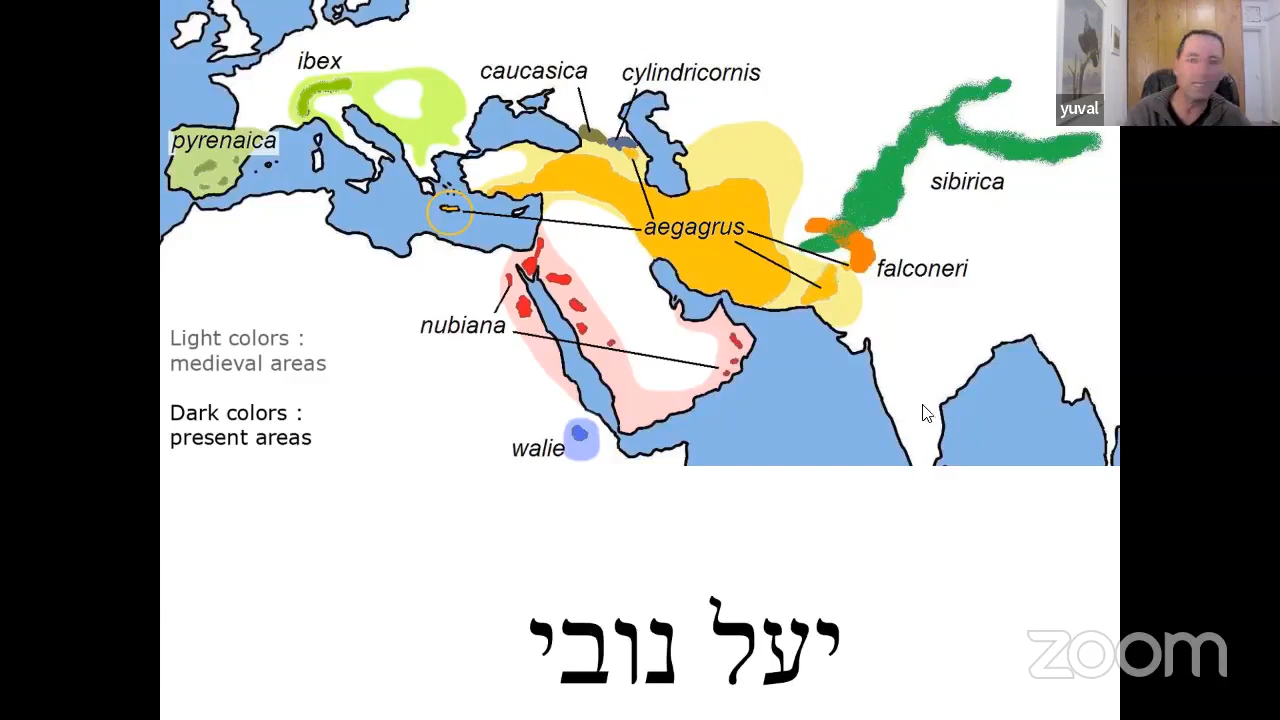 ibex
caucasica
cylindricornis
yuval
pyrenaica
sibirica
aegagrus
falconeri
nubiana
Light colors :
medieval areas
Dark colors :
present areas
walie
יעל נובי
zoom